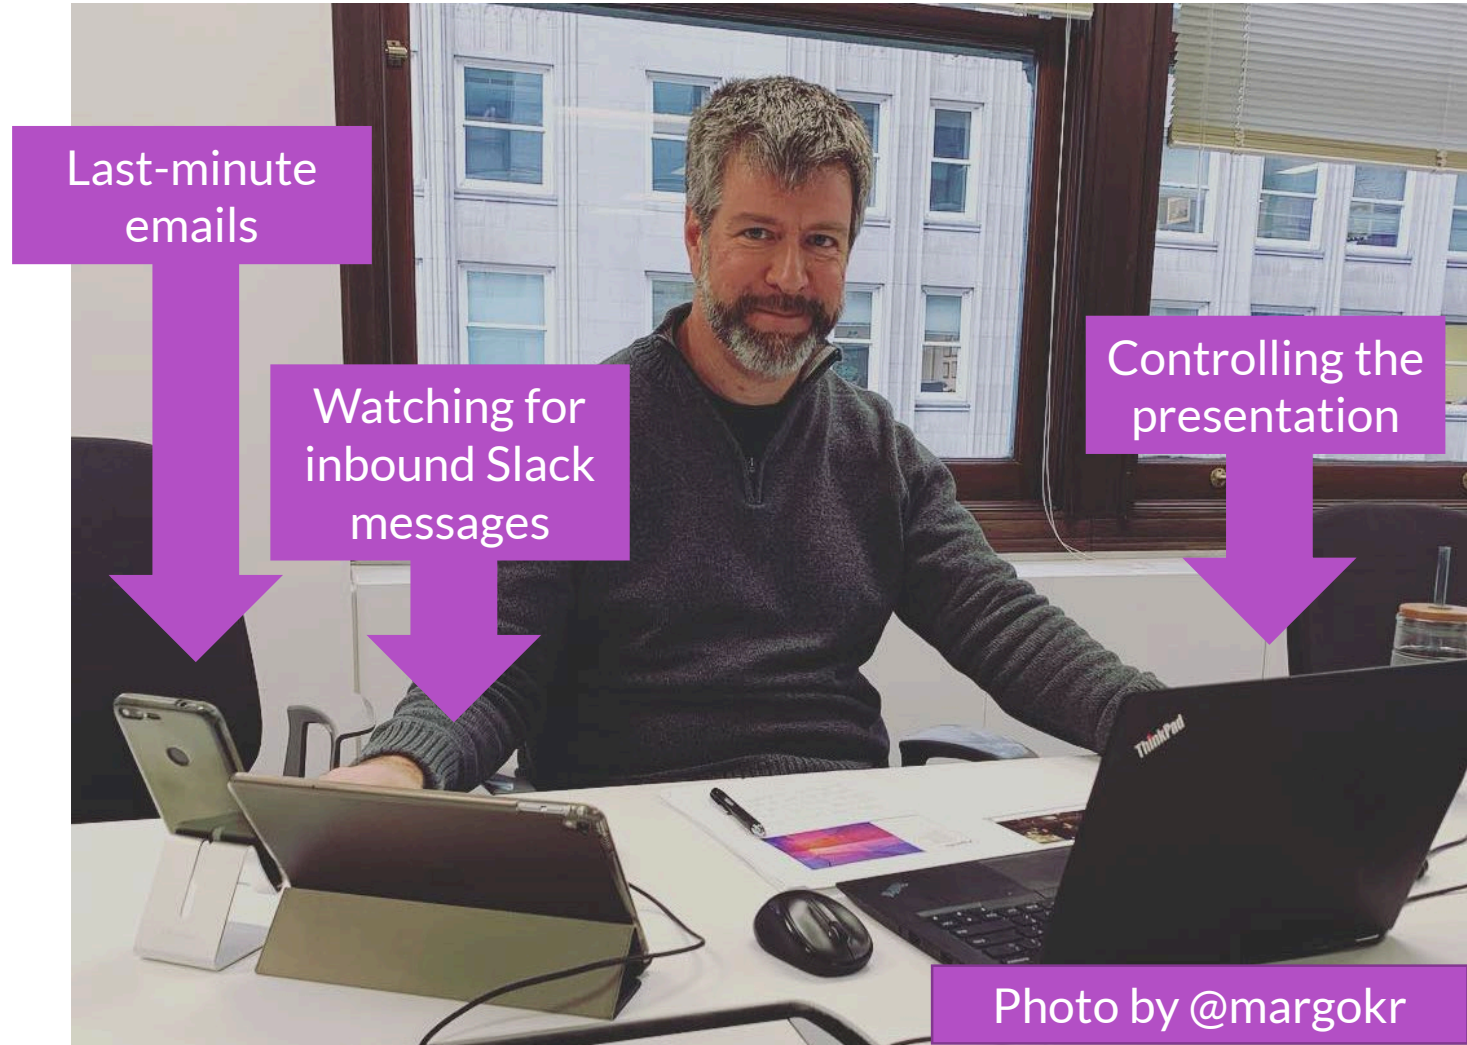 Last-minute
emails
Watching for
inbound Slack
messages
Controlling the
presentation
ThinkPad
Photo by @margokr